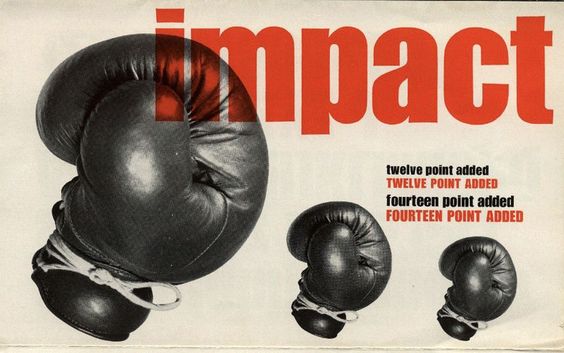 impact
twelve point added
TWELVE POINT ADDED
fourteen point added
FOURTEEN POINT ADDED